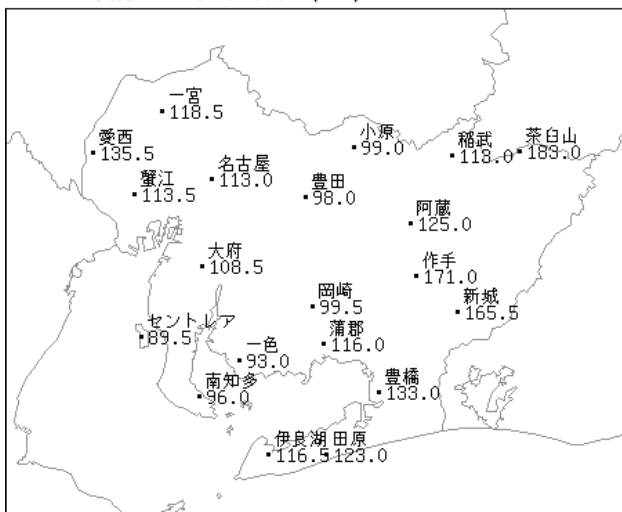 一宮
118.5
愛西
135.5
蟹江
113.5
名古屋
113.0
小原
99.0
稲武
113.0
茶臼山
183.0
豊田
98.0
阿蔵
125.0
大府
108.5
作手
171.0
岡崎
99.5
新城
165.5
セントレア
89.5
蒲郡
116.0
一色
93.0
南知多
96.0
豊橋
133.0
伊良湖
116.5
田原
123.0